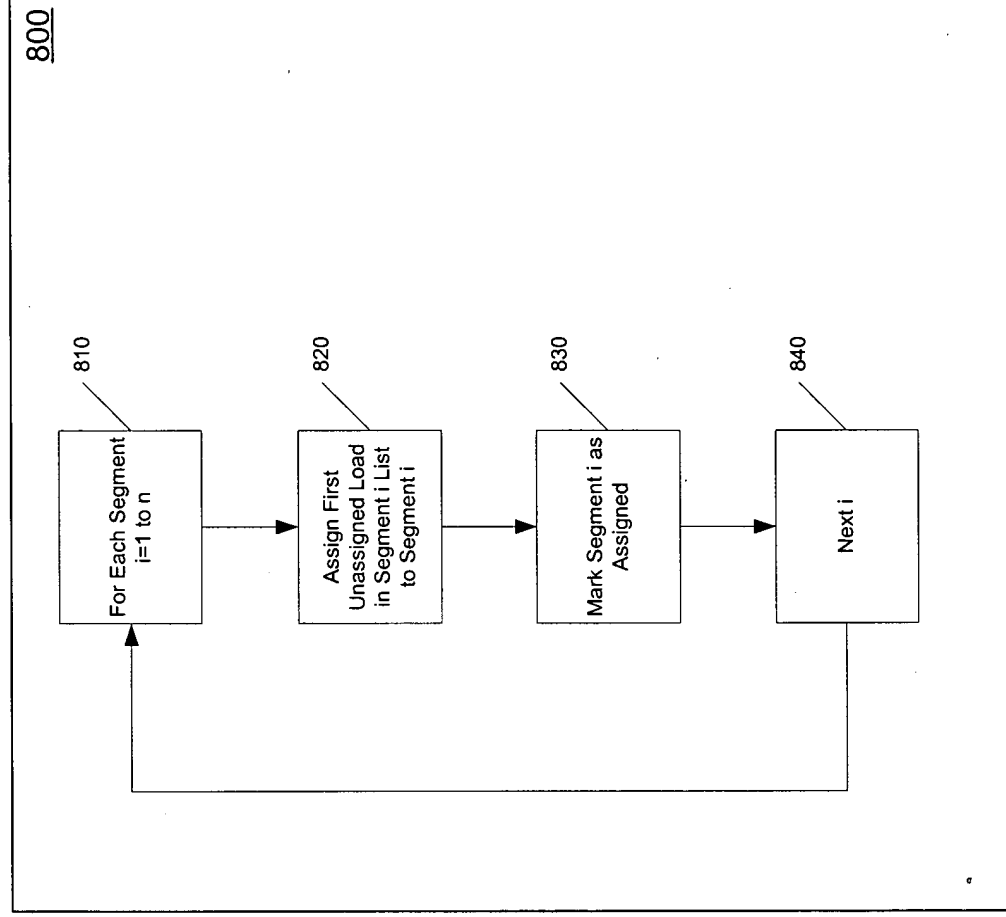 800
810
For Each Segment
i=1 to n
820
Assign First
Unassigned Load
in Segment i List
to Segment i
830
Mark Segment i as
Assigned
840
Next i